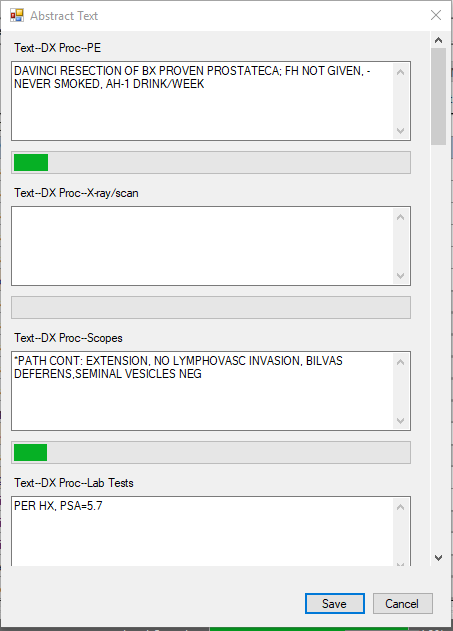 Abstract Text
Text--DX Proc--PE
DAVINCI RESECTION OF BX PROVEN PROSTATECA; FH NOT GIVEN, -
NEVER SMOKED, AH-1 DRINK/WEEK
Text--DX Proc--X-ray/scan
Text--DX Proc--Scopes
*PATH CONT: EXTENSION, NO LYMPHOVASC INVASION, BILVAS
DEFERENS,SEMINAL VESICLES NEG
Text--DX Proc--Lab Tests
PER HX, PSA=5.7
Save Cancel